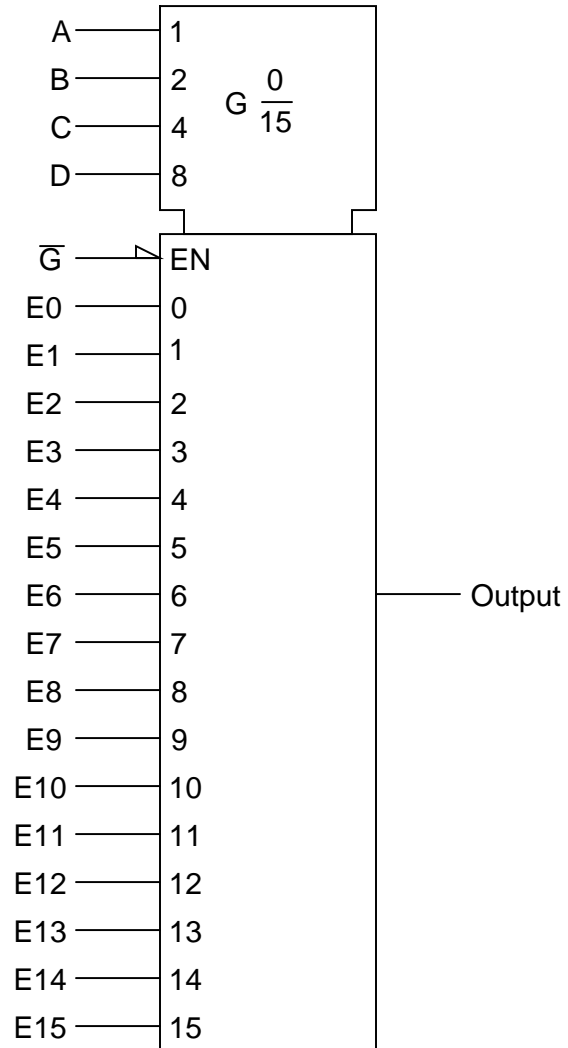 A 1
B 2 G 0/15
C 4
D 8
G̅ EN
E0 0
E1 1
E2 2
E3 3
E4 4
E5 5
E6 6 Output
E7 7
E8 8
E9 9
E10 10
E11 11
E12 12
E13 13
E14 14
E15 15